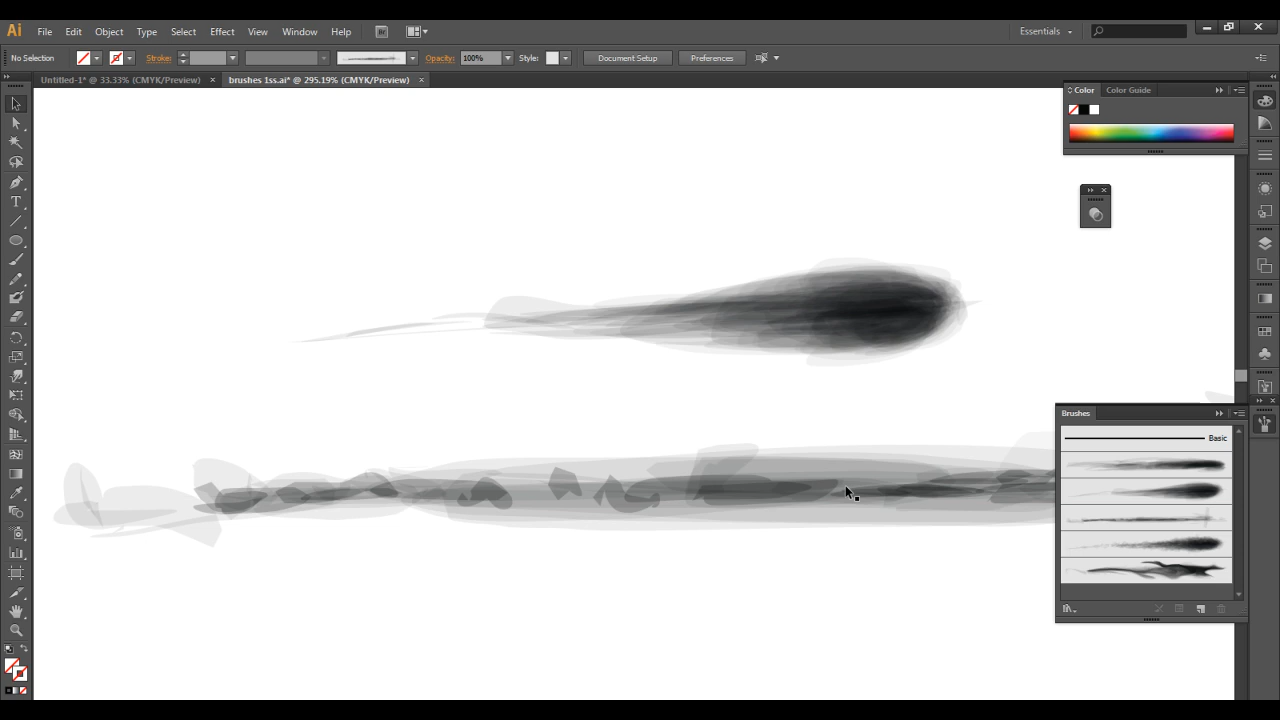 Ai File Edit Object Type Select Effect View Window Help Br Essentials
No Selection Stroke: Opacity: 100% Style: Document Setup Preferences
Untitled-1* @ 33.33% (CMYK/Preview) × brushes 1ss.ai* @ 295.19% (CMYK/Preview) ×
Color Color Guide
T
Brushes
Basic